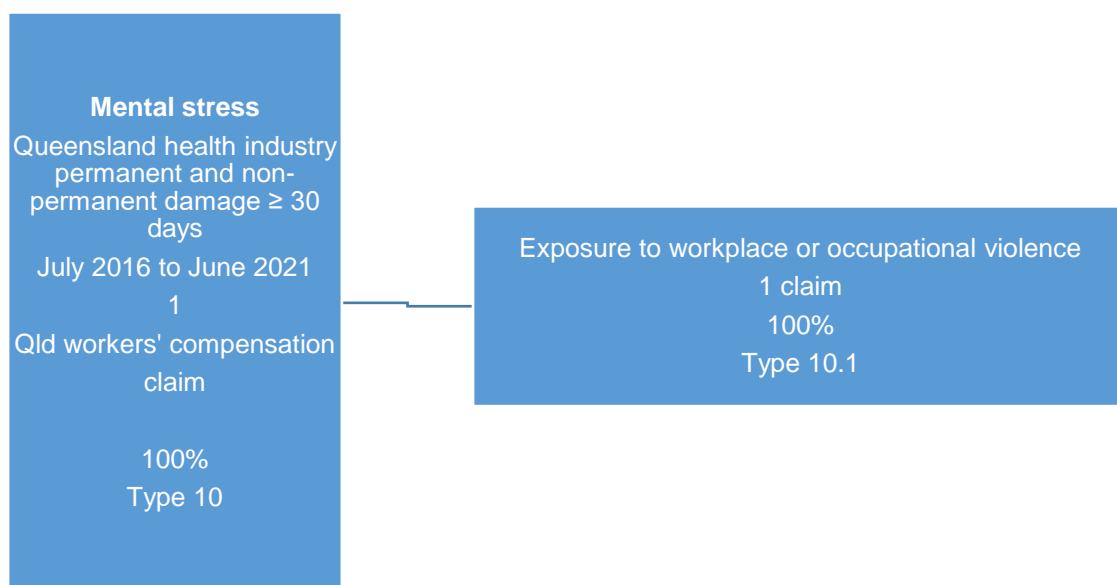 Mental stress
Queensland health industry
permanent and non-
permanent damage ≥ 30
days
July 2016 to June 2021
1
Qld workers' compensation
claim
100%
Type 10
Exposure to workplace or occupational violence
1 claim
100%
Type 10.1